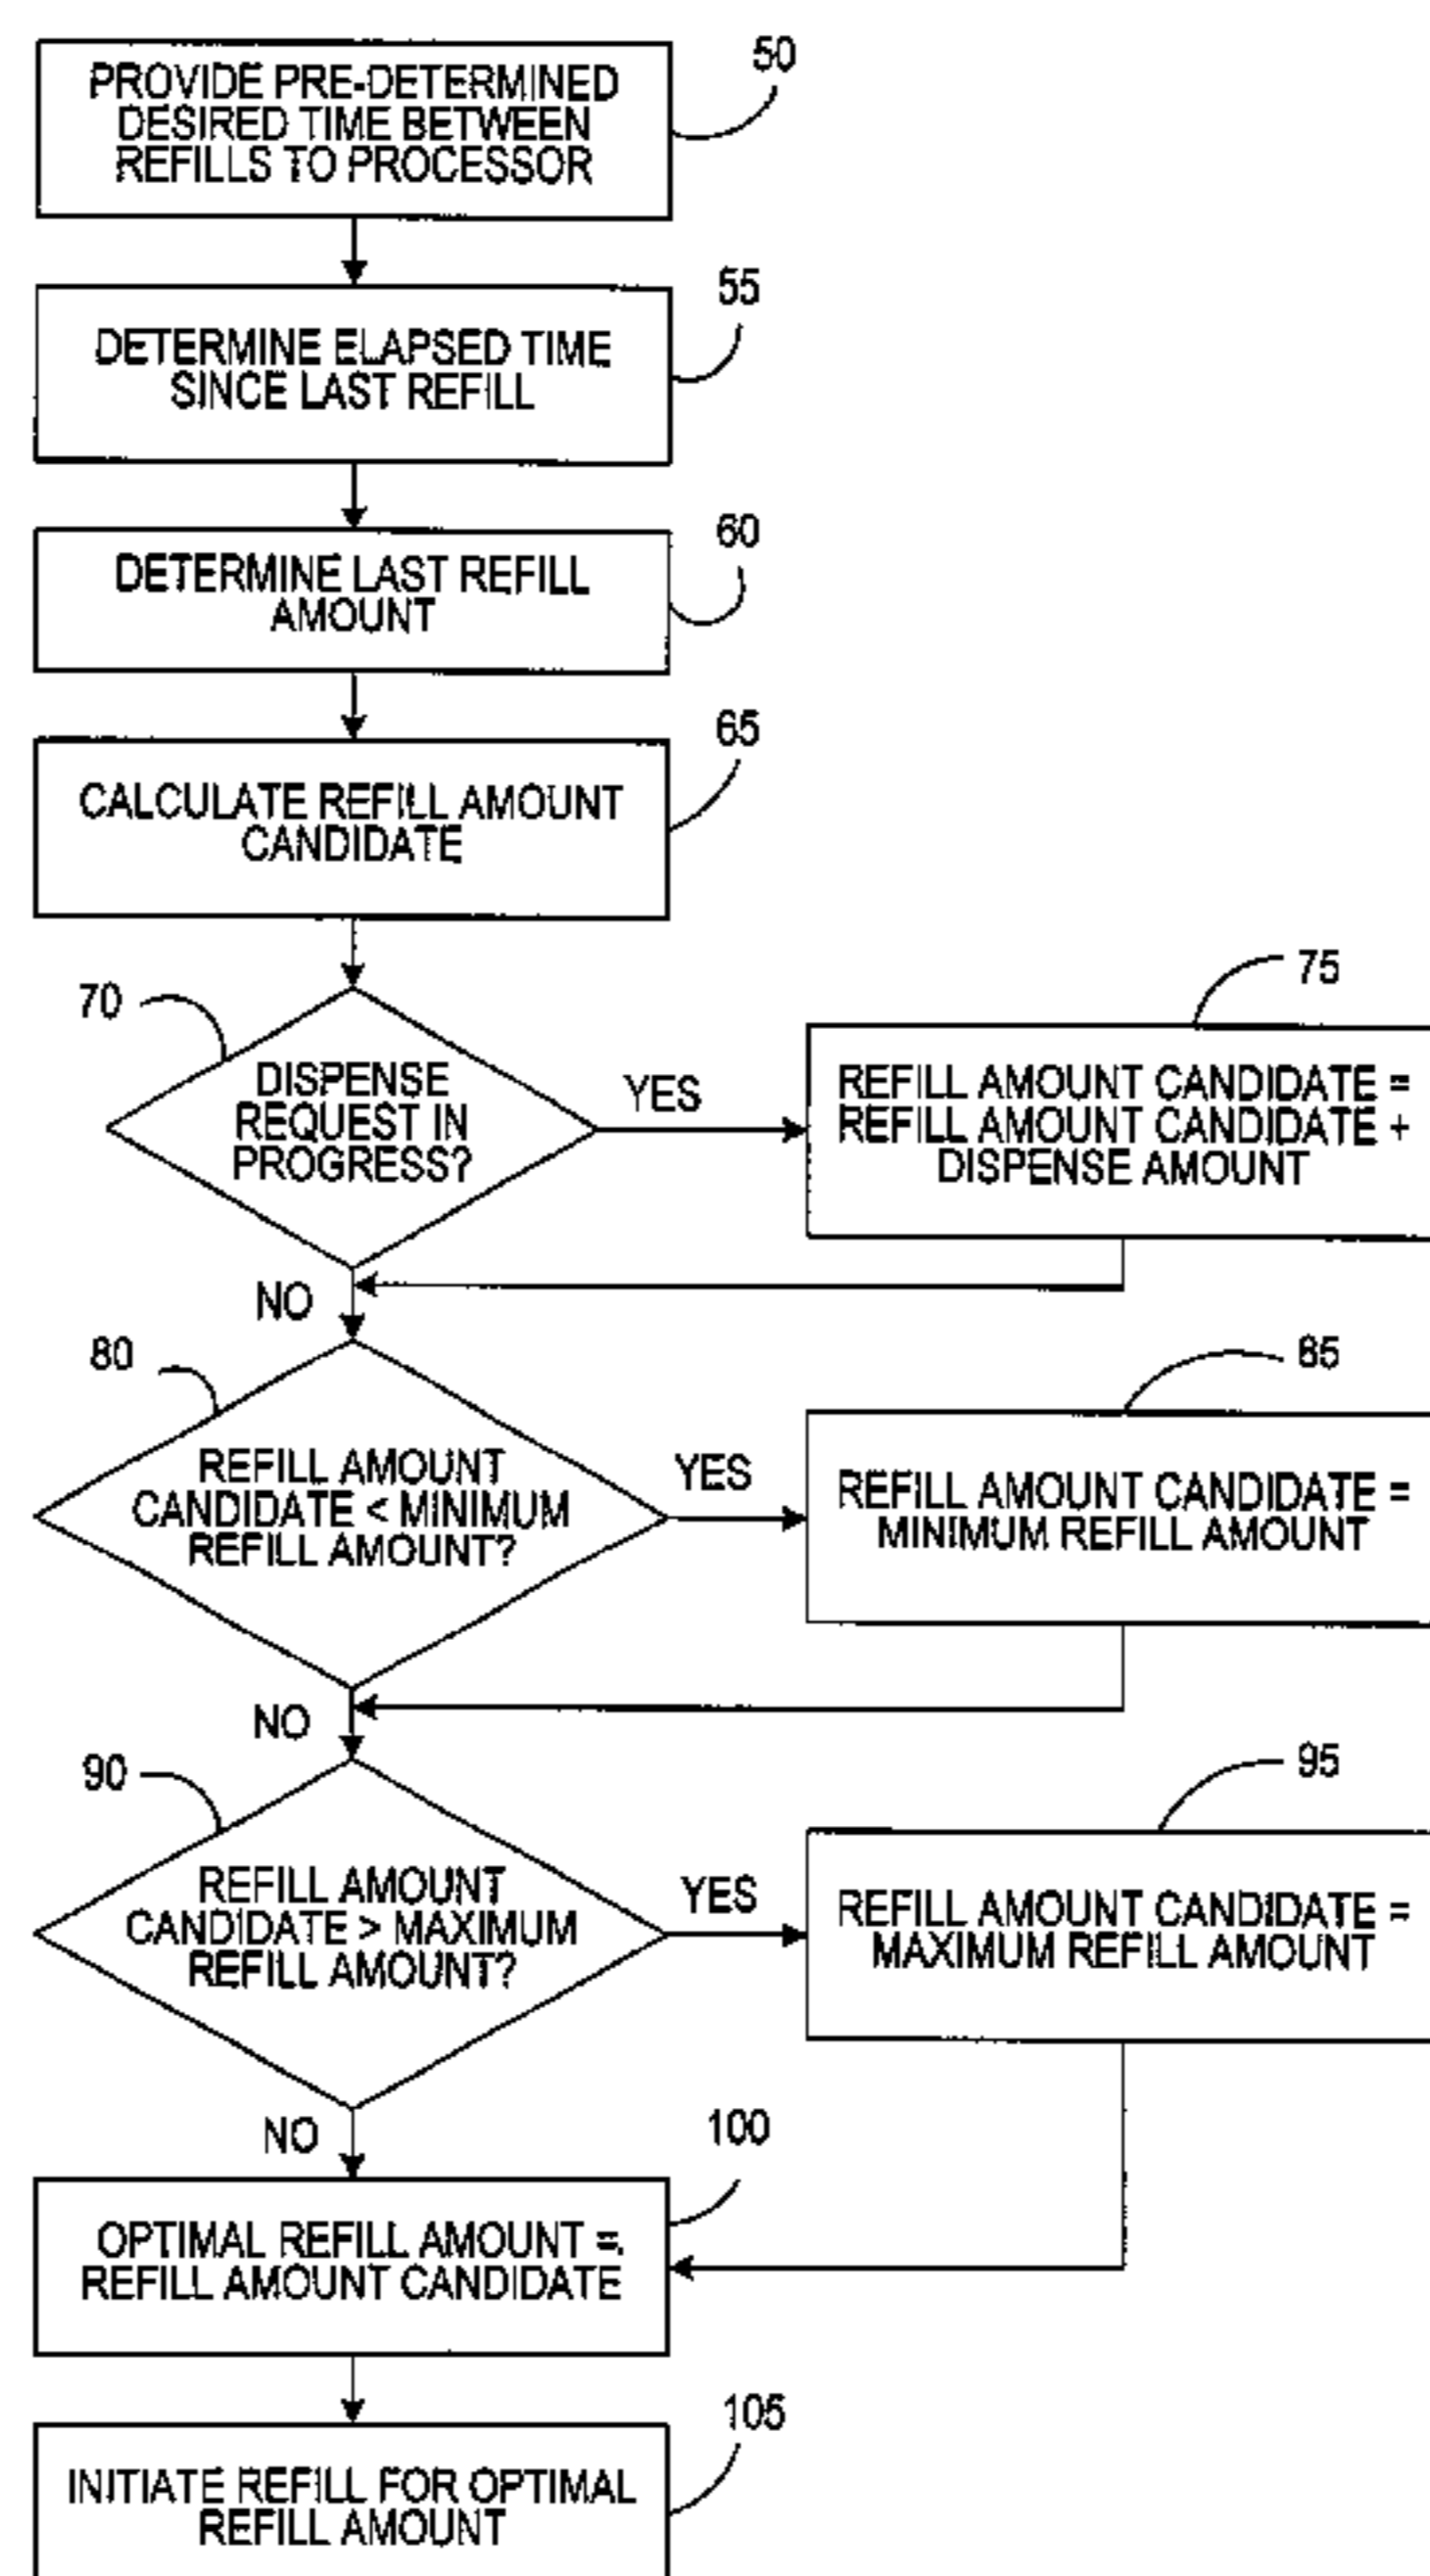 50
PROVIDE PRE-DETERMINED
DESIRED TIME BETWEEN
REFILLS TO PROCESSOR
55
DETERMINE ELAPSED TIME
SINCE LAST REFILL
60
DETERMINE LAST REFILL
AMOUNT
65
CALCULATE REFILL AMOUNT
CANDIDATE
70
DISPENSE
REQUEST IN
PROGRESS?
YES
75
REFILL AMOUNT CANDIDATE =
REFILL AMOUNT CANDIDATE +
DISPENSE AMOUNT
NO
80
REFILL AMOUNT
CANDIDATE < MINIMUM
REFILL AMOUNT?
YES
85
REFILL AMOUNT CANDIDATE =
MINIMUM REFILL AMOUNT
NO
90
REFILL AMOUNT
CANDIDATE > MAXIMUM
REFILL AMOUNT?
YES
95
REFILL AMOUNT CANDIDATE =
MAXIMUM REFILL AMOUNT
NO
100
OPTIMAL REFILL AMOUNT =
REFILL AMOUNT CANDIDATE
105
INITIATE REFILL FOR OPTIMAL
REFILL AMOUNT